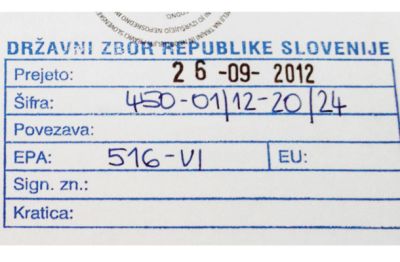 DRŽAVNI ZBOR REPUBLIKE SLOVENIJE
Prejeto: 26 -09- 2012
Šifra: 450-01/12-20/24
Povezava:
EPA: 516-VI EU:
Sign. zn.:
Kratica: